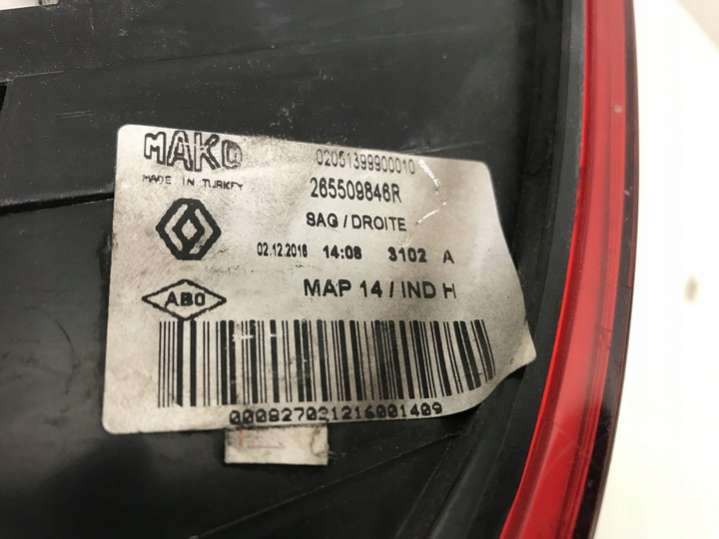 MAKO
02051399900010
MADE IN TURKEY
265509846R
SAG / DROITE
02.12.2016 14:08 3102 A
ABO
MAP 14 / IND H
000827021216001409